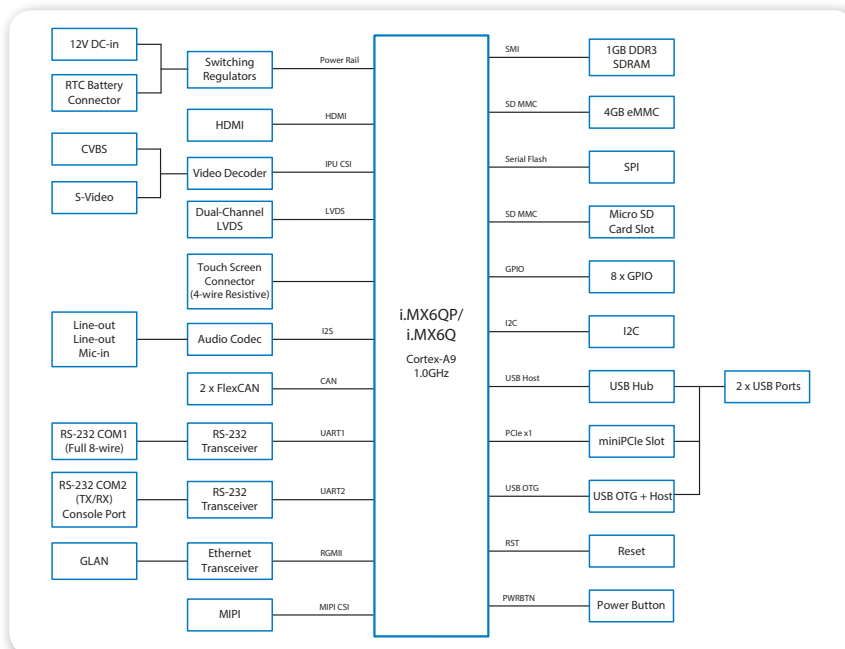 12V DC-in
RTC Battery
Connector
Switching
Regulators
Power Rail
HDMI
HDMI
CVBS
S-Video
Video Decoder
IPU CSI
Dual-Channel
LVDS
LVDS
Touch Screen
Connector
(4-wire Resistive)
Line-out
Line-out
Mic-in
Audio Codec
I2S
2 x FlexCAN
CAN
RS-232 COM1
(Full 8-wire)
RS-232
Transceiver
UART1
RS-232 COM2
(TX/RX)
Console Port
RS-232
Transceiver
UART2
GLAN
Ethernet
Transceiver
RGMII
MIPI
MIPI CSI
i.MX6QP/
i.MX6Q
Cortex-A9
1.0GHz
SMI
1GB DDR3
SDRAM
SD MMC
4GB eMMC
Serial Flash
SPI
SD MMC
Micro SD
Card Slot
GPIO
8 x GPIO
I2C
I2C
USB Host
USB Hub
2 x USB Ports
PCIe x1
miniPCIe Slot
USB OTG
USB OTG + Host
RST
Reset
PWRBTN
Power Button